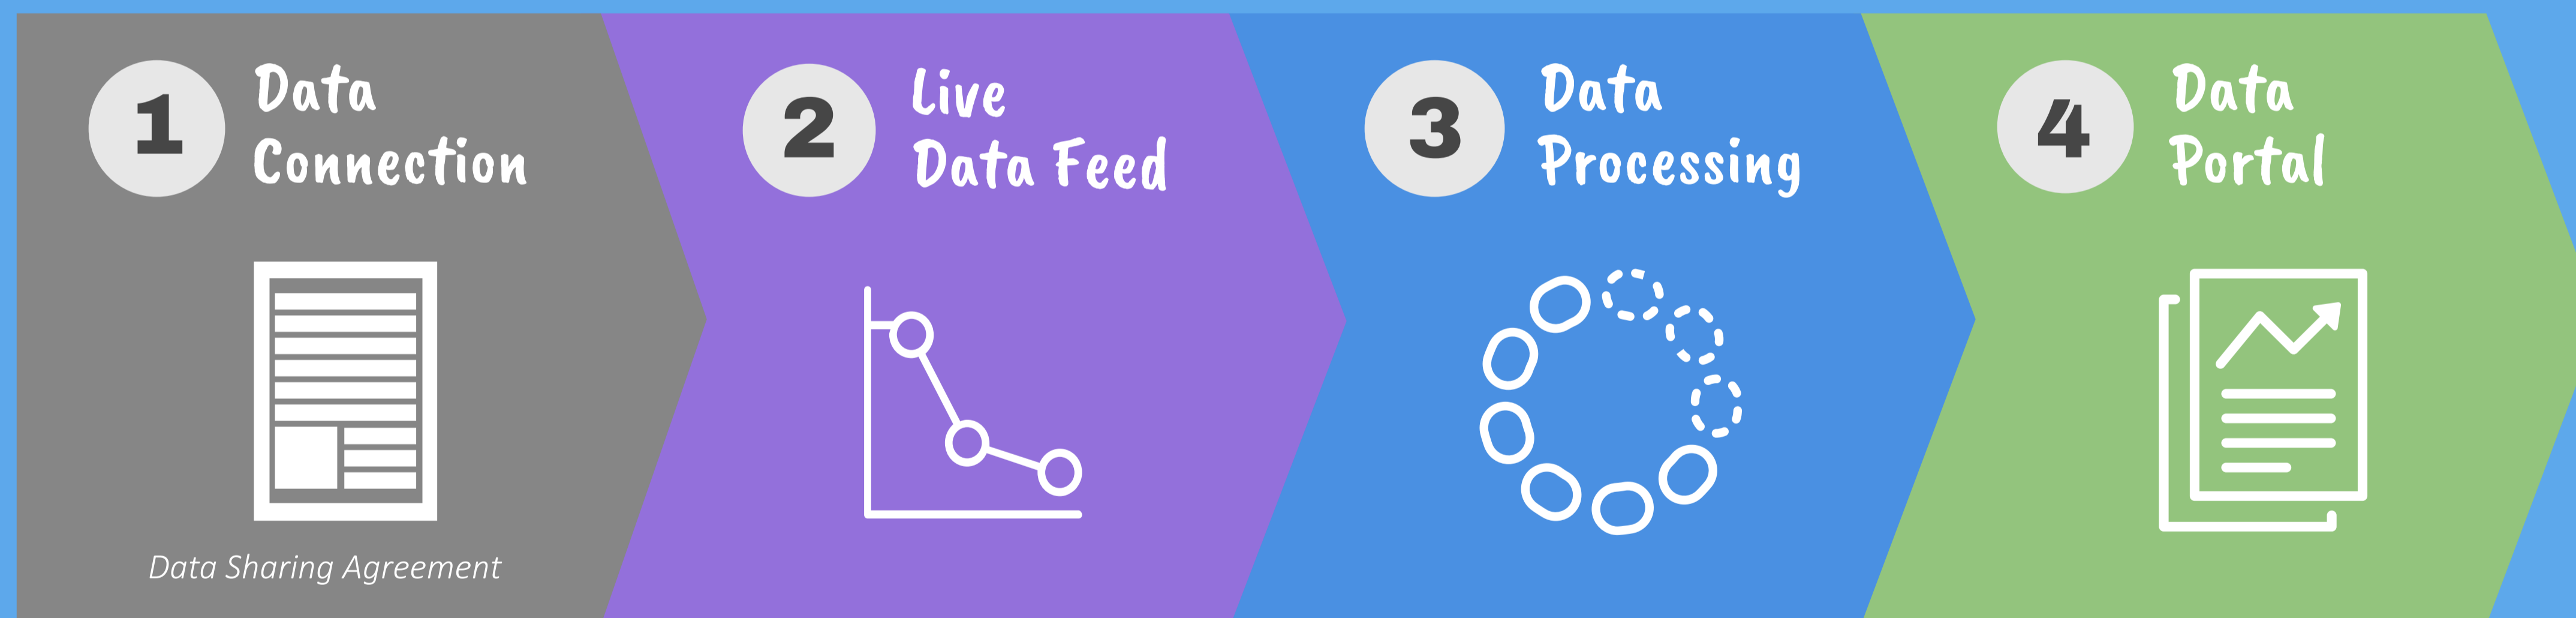 1
Data
Connection
Data Sharing Agreement
2
Live
Data Feed
3
Data
Processing
4
Data
Portal